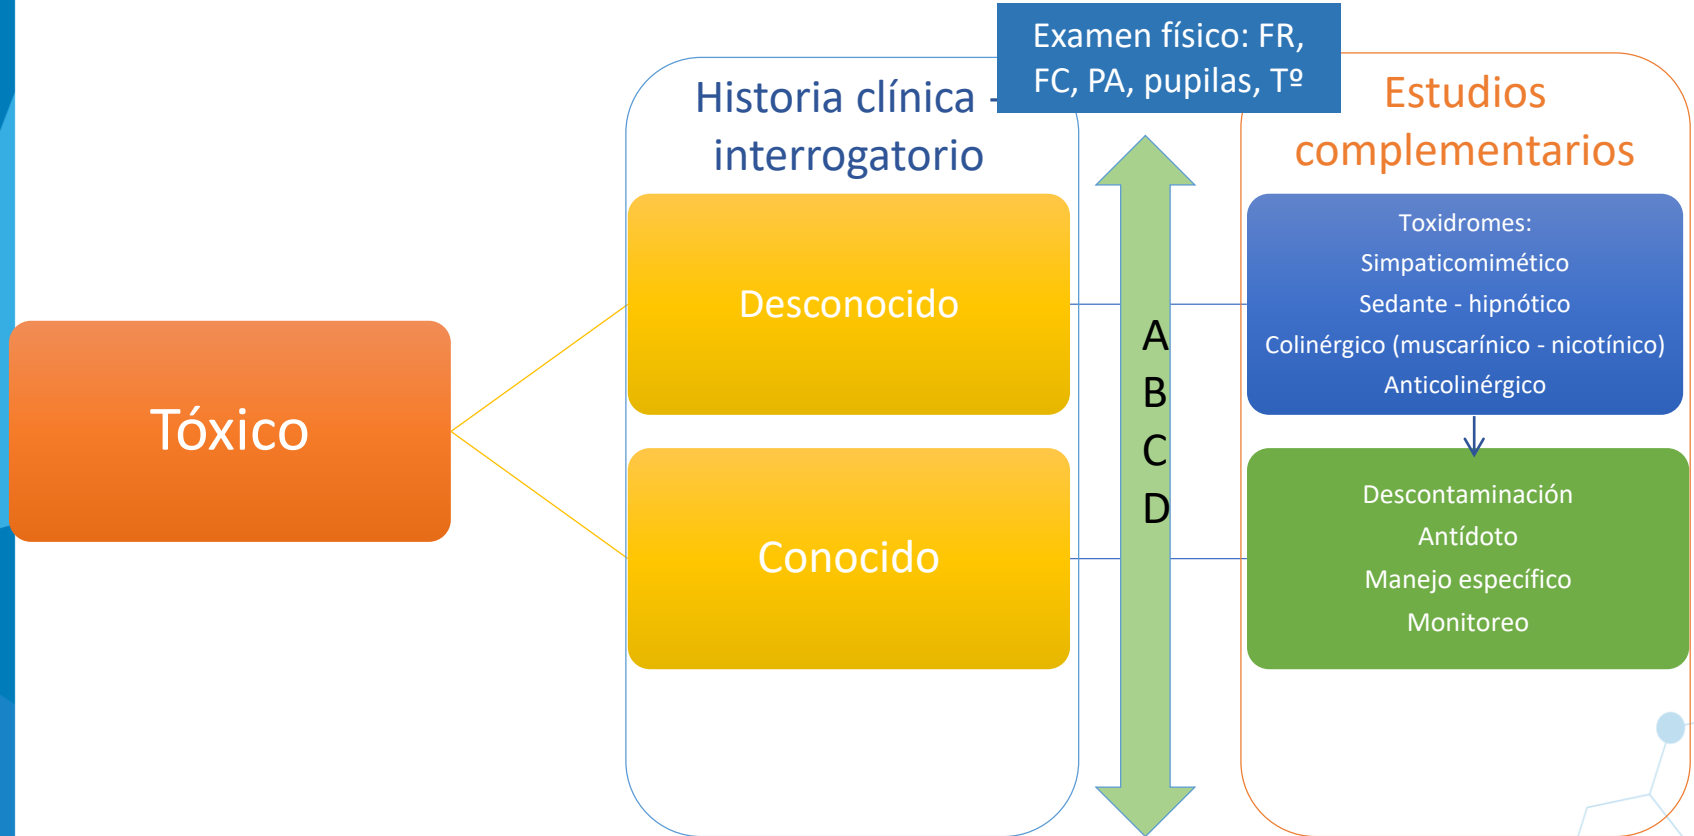 Examen físico: FR,
FC, PA, pupilas, Tº
Historia clínica -
interrogatorio
Estudios
complementarios
Tóxico
Desconocido
Conocido
A
B
C
D
Toxidromes:
Simpaticomimético
Sedante - hipnótico
Colinérgico (muscarínico - nicotínico)
Anticolinérgico
Descontaminación
Antídoto
Manejo específico
Monitoreo